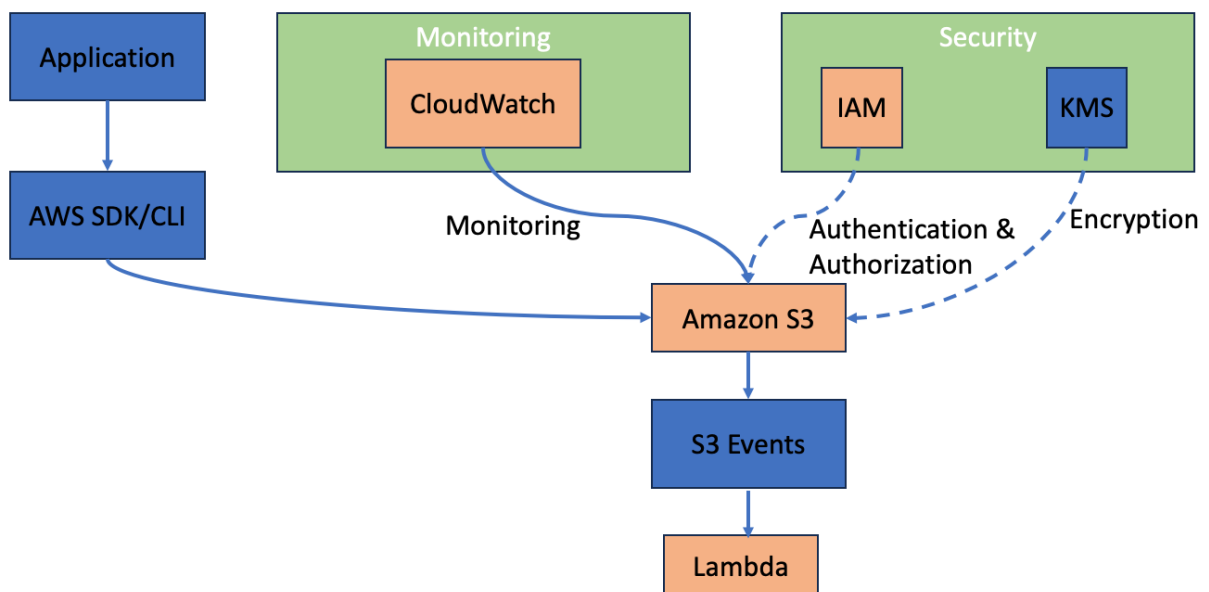 Application
Monitoring
CloudWatch
Security
IAM
KMS
AWS SDK/CLI
Monitoring
Authentication &
Authorization
Encryption
Amazon S3
S3 Events
Lambda